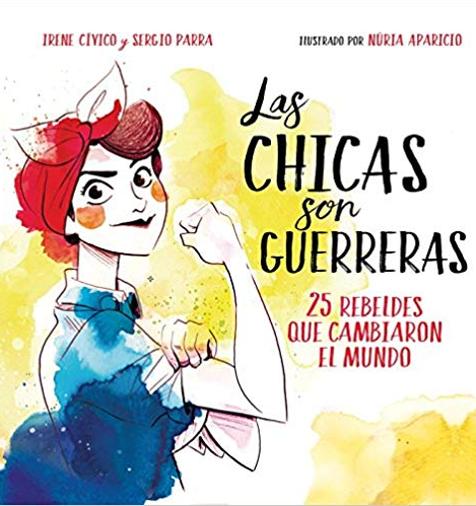 IRENE CÍVICO y SERGIO PARRA
ILUSTRADO POR NÚRIA APARICIO
Las
CHICAS
son
GUERRERAS
25 REBELDES
QUE CAMBIARON
EL MUNDO